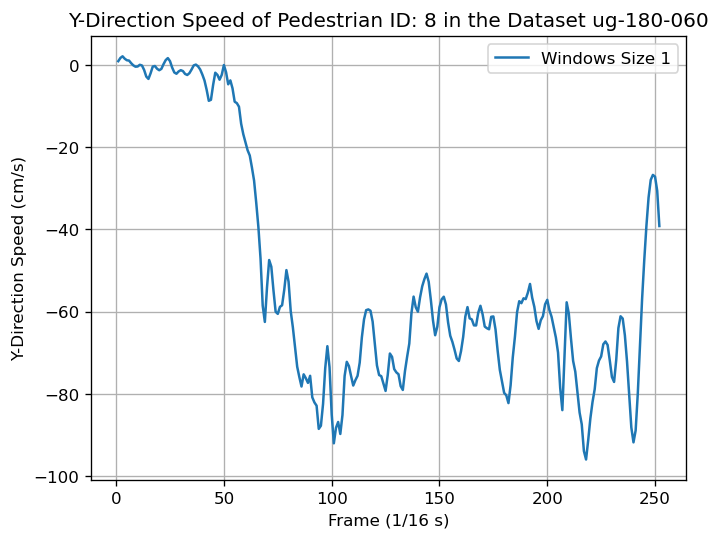 Y-Direction Speed of Pedestrian ID: 8 in the Dataset ug-180-060
Windows Size 1
Y-Direction Speed (cm/s)
0
−20
−40
−60
−80
−100
0 50 100 150 200 250
Frame (1/16 s)